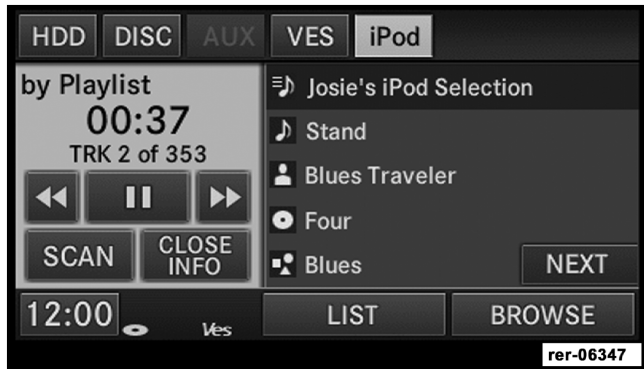 HDD DISC AUX VES iPod
by Playlist
00:37
TRK 2 of 353
SCAN
CLOSE
INFO
Josie's iPod Selection
Stand
Blues Traveler
Four
Blues
NEXT
12:00
Ves
LIST
BROWSE
rer-06347